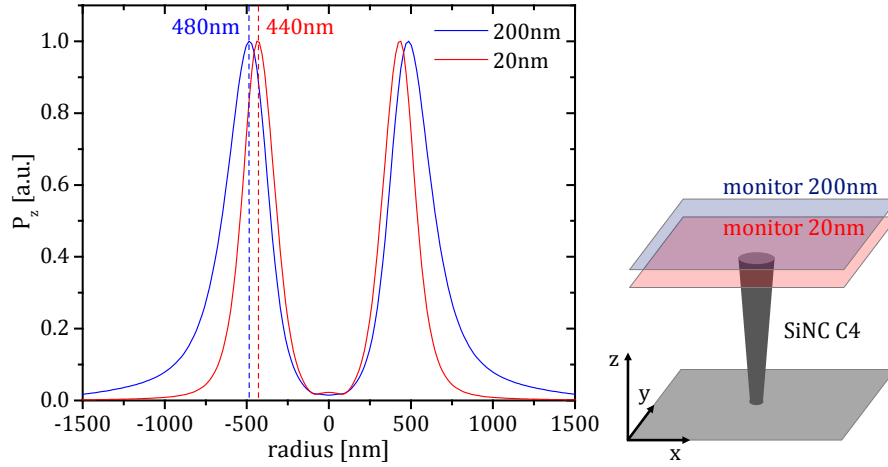 480nm 440nm
200nm
20nm
1.0
0.8
0.6
0.4
0.2
0.0
P_z [a.u.]
-1500 -1000 -500 0 500 1000 1500
radius [nm]
monitor 200nm
monitor 20nm
SiNC C4
z
y
x